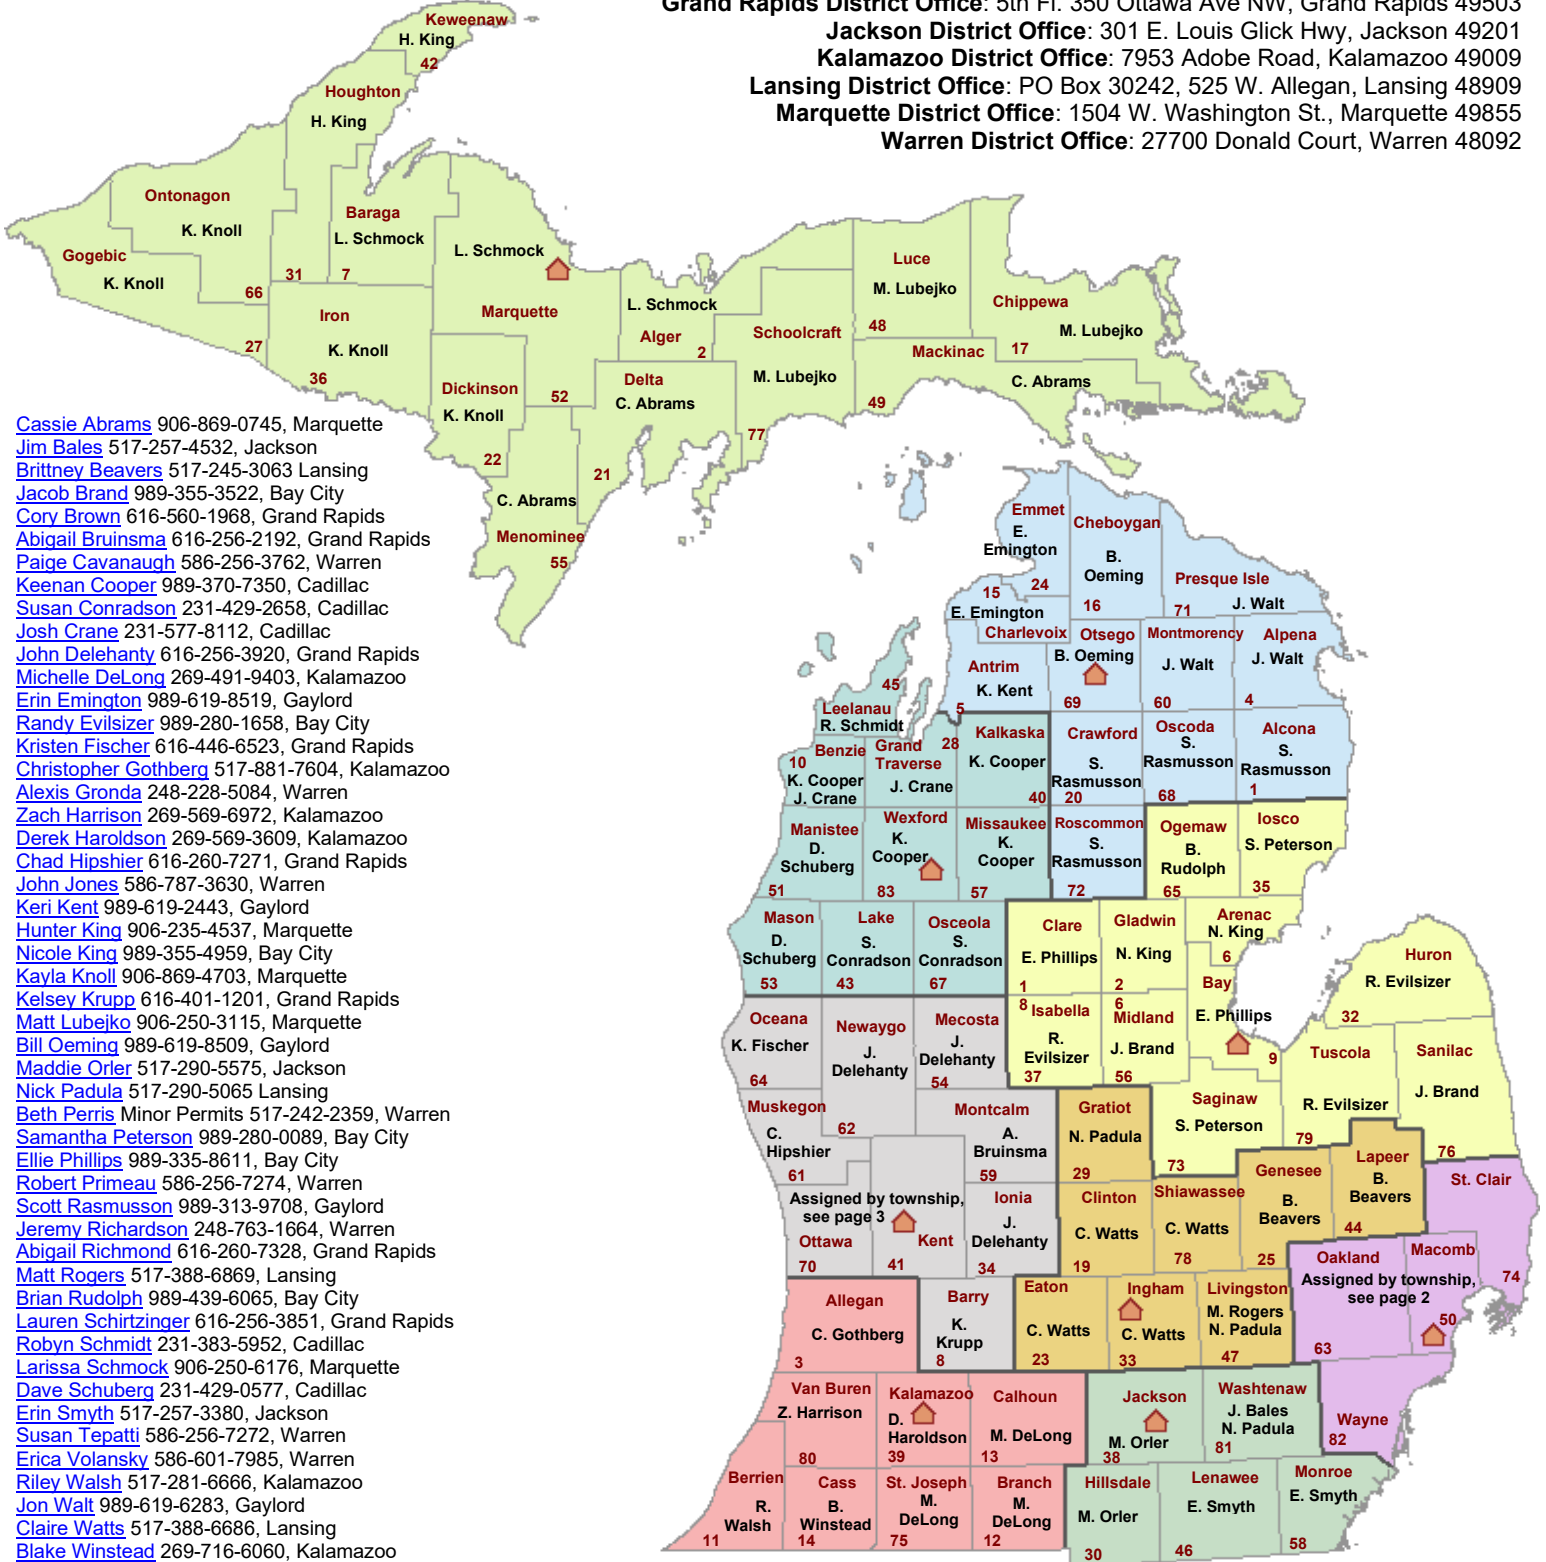 Grand Rapids District Office: 5th Fl. 350 Ottawa Ave NW, Grand Rapids 49503
Jackson District Office: 301 E. Louis Glick Hwy, Jackson 49201
Kalamazoo District Office: 7953 Adobe Road, Kalamazoo 49009
Lansing District Office: PO Box 30242, 525 W. Allegan, Lansing 48909
Marquette District Office: 1504 W. Washington St., Marquette 49855
Warren District Office: 27700 Donald Court, Warren 48092
Keweenaw
H. King
42
Houghton
H. King
31
Ontonagon
K. Knoll
66
Gogebic
K. Knoll
27
Baraga
L. Schmock
7
L. Schmock
Marquette
52
Iron
K. Knoll
36
Dickinson
K. Knoll
22
L. Schmock
Alger
2
Delta
C. Abrams
21
C. Abrams
Menominee
55
Schoolcraft
M. Lubejko
77
Luce
M. Lubejko
48
Chippewa
M. Lubejko
17
Mackinac
C. Abrams
49
Cassie Abrams 906-869-0745, Marquette
Jim Bales 517-257-4532, Jackson
Brittney Beavers 517-245-3063 Lansing
Jacob Brand 989-355-3522, Bay City
Cory Brown 616-560-1968, Grand Rapids
Abigail Bruinsma 616-256-2192, Grand Rapids
Paige Cavanaugh 586-256-3762, Warren
Keenan Cooper 989-370-7350, Cadillac
Susan Conradson 231-429-2658, Cadillac
Josh Crane 231-577-8112, Cadillac
John Delehanty 616-256-3920, Grand Rapids
Michelle DeLong 269-491-9403, Kalamazoo
Erin Emington 989-619-8519, Gaylord
Randy Evilsizer 989-280-1658, Bay City
Kristen Fischer 616-446-6523, Grand Rapids
Christopher Gothberg 517-881-7604, Kalamazoo
Alexis Gronda 248-228-5084, Warren
Zach Harrison 269-569-6972, Kalamazoo
Derek Haroldson 269-569-3609, Kalamazoo
Chad Hipshier 616-260-7271, Grand Rapids
John Jones 586-787-3630, Warren
Keri Kent 989-619-2443, Gaylord
Hunter King 906-235-4537, Marquette
Nicole King 989-355-4959, Bay City
Kayla Knoll 906-869-4703, Marquette
Kelsey Krupp 616-401-1201, Grand Rapids
Matt Lubejko 906-250-3115, Marquette
Bill Oeming 989-619-8509, Gaylord
Maddie Orler 517-290-5575, Jackson
Nick Padula 517-290-5065 Lansing
Beth Perris Minor Permits 517-242-2359, Warren
Samantha Peterson 989-280-0089, Bay City
Ellie Phillips 989-335-8611, Bay City
Robert Primeau 586-256-7274, Warren
Scott Rasmusson 989-313-9708, Gaylord
Jeremy Richardson 248-763-1664, Warren
Abigail Richmond 616-260-7328, Grand Rapids
Matt Rogers 517-388-6869, Lansing
Brian Rudolph 989-439-6065, Bay City
Lauren Schirtzinger 616-256-3851, Grand Rapids
Robyn Schmidt 231-383-5952, Cadillac
Larissa Schmock 906-250-6176, Marquette
Dave Schuberg 231-429-0577, Cadillac
Erin Smyth 517-257-3380, Jackson
Susan Tepatti 586-256-7272, Warren
Erica Volansky 586-601-7985, Warren
Riley Walsh 517-281-6666, Kalamazoo
Jon Walt 989-619-6283, Gaylord
Claire Watts 517-388-6686, Lansing
Blake Winstead 269-716-6060, Kalamazoo
Emmet
E.
Emington
24
Cheboygan
B.
Oeming
16
Presque Isle
71
J. Walt
15
E. Emington
Charlevoix
Otsego
B. Oeming
69
Montmorency
J. Walt
60
Alpena
J. Walt
4
Antrim
K. Kent
5
45
Leelanau
R. Schmidt
Benzie
10
K. Cooper
J. Crane
Grand
Traverse
28
J. Crane
Kalkaska
K. Cooper
40
Crawford
S.
Rasmusson
20
Oscoda
S.
Rasmusson
68
Alcona
S.
Rasmusson
1
Manistee
D.
Schuberg
51
Wexford
K.
Cooper
83
Missaukee
K.
Cooper
57
Roscommon
S.
Rasmusson
72
Ogemaw
B.
Rudolph
65
Iosco
S. Peterson
35
Mason
D.
Schuberg
53
Lake
S.
Conradson
43
Osceola
S.
Conradson
67
Clare
E. Phillips
1
8
Gladwin
N. King
2
6
Arenac
N. King
6
Bay
E. Phillips
9
Huron
R. Evilsizer
32
Oceana
K. Fischer
64
Newaygo
J.
Delehanty
62
Mecosta
J.
Delehanty
54
Isabella
R.
Evilsizer
37
Midland
J. Brand
56
Tuscola
R. Evilsizer
79
Sanilac
J. Brand
76
Muskegon
C.
Hipshier
61
Montcalm
A.
Bruinsma
59
Gratiot
N. Padula
29
Saginaw
S. Peterson
73
Assigned by township,
see page 3
Ottawa
70
Kent
41
Ionia
J.
Delehanty
34
Clinton
C. Watts
19
Shiawassee
C. Watts
78
Genesee
B.
Beavers
25
Lapeer
B.
Beavers
44
St. Clair
74
Oakland
Macomb
Assigned by township,
see page 2
63
50
Allegan
C. Gothberg
3
Barry
K.
Krupp
8
Eaton
C. Watts
23
Ingham
C. Watts
33
Livingston
M. Rogers
N. Padula
47
Van Buren
Z. Harrison
80
Kalamazoo
D.
Haroldson
39
Calhoun
M. DeLong
13
Jackson
M. Orler
38
Washtenaw
J. Bales
N. Padula
81
Wayne
82
Berrien
R.
Walsh
11
Cass
B.
Winstead
14
St. Joseph
M.
DeLong
75
Branch
M.
DeLong
12
Hillsdale
M. Orler
30
Lenawee
E. Smyth
46
Monroe
E. Smyth
58